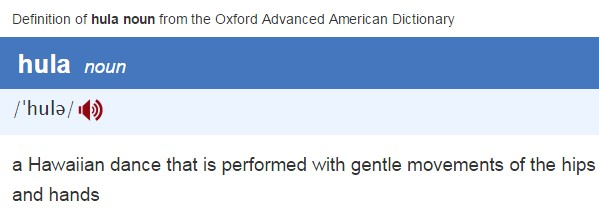 Definition of hula noun from the Oxford Advanced American Dictionary
hula noun
/ˈhulə/
a Hawaiian dance that is performed with gentle movements of the hips
and hands